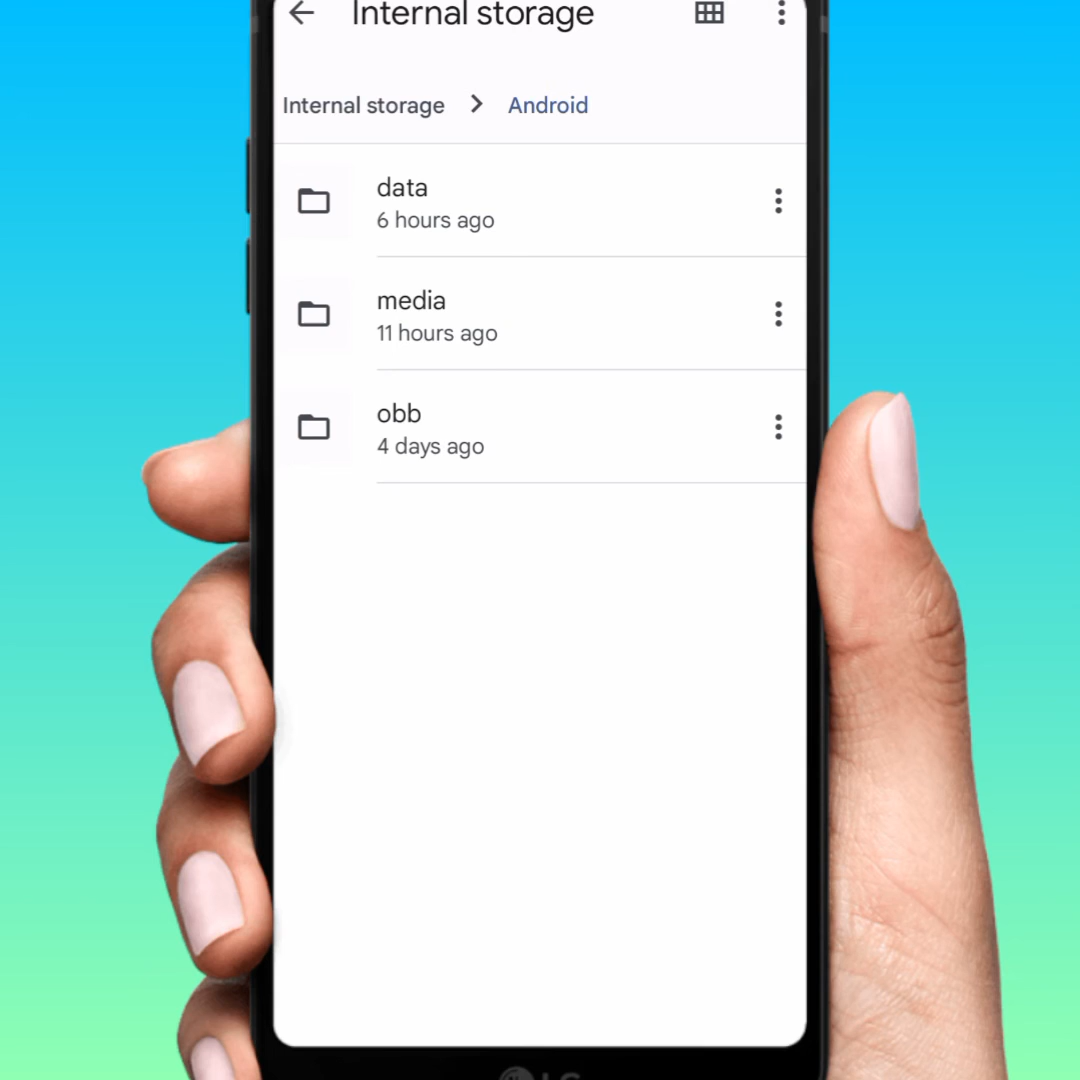 Internal storage
Internal storage > Android
data
6 hours ago
media
11 hours ago
obb
4 days ago
LG